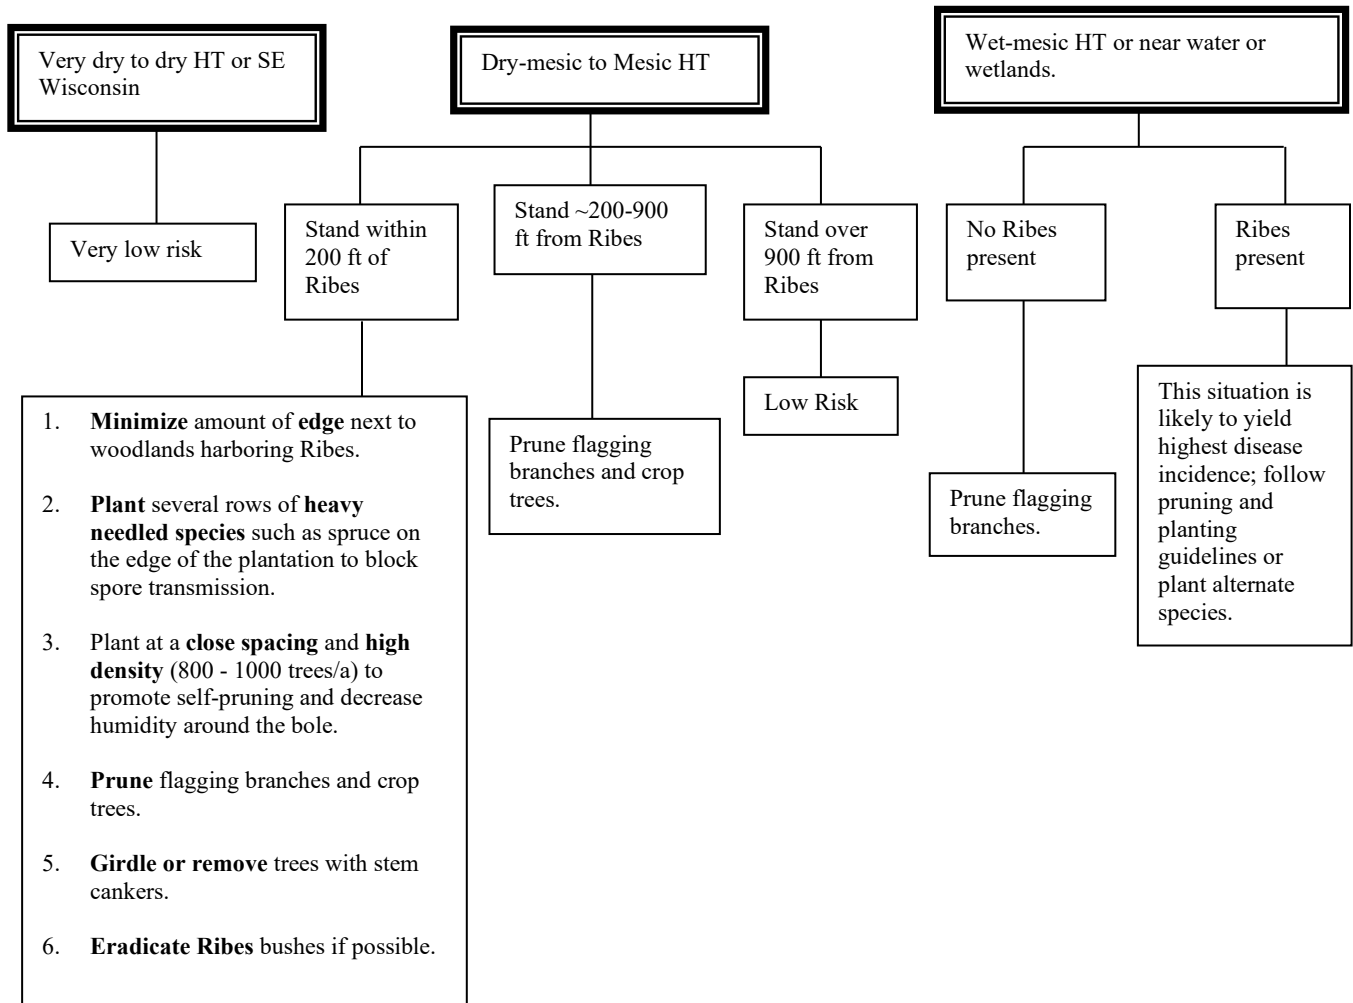 Very dry to dry HT or SE
Wisconsin
Dry-mesic to Mesic HT
Wet-mesic HT or near water or
wetlands.
Very low risk
Stand within
200 ft of
Ribes
Stand ~200-900
ft from Ribes
Stand over
900 ft from
Ribes
No Ribes
present
Ribes
present
1. Minimize amount of edge next to
woodlands harboring Ribes.
2. Plant several rows of heavy
needled species such as spruce on
the edge of the plantation to block
spore transmission.
3. Plant at a close spacing and high
density (800 - 1000 trees/a) to
promote self-pruning and decrease
humidity around the bole.
4. Prune flagging branches and crop
trees.
5. Girdle or remove trees with stem
cankers.
6. Eradicate Ribes bushes if possible.
Prune flagging
branches and crop
trees.
Low Risk
Prune flagging
branches.
This situation is
likely to yield
highest disease
incidence; follow
pruning and
planting
guidelines or
plant alternate
species.